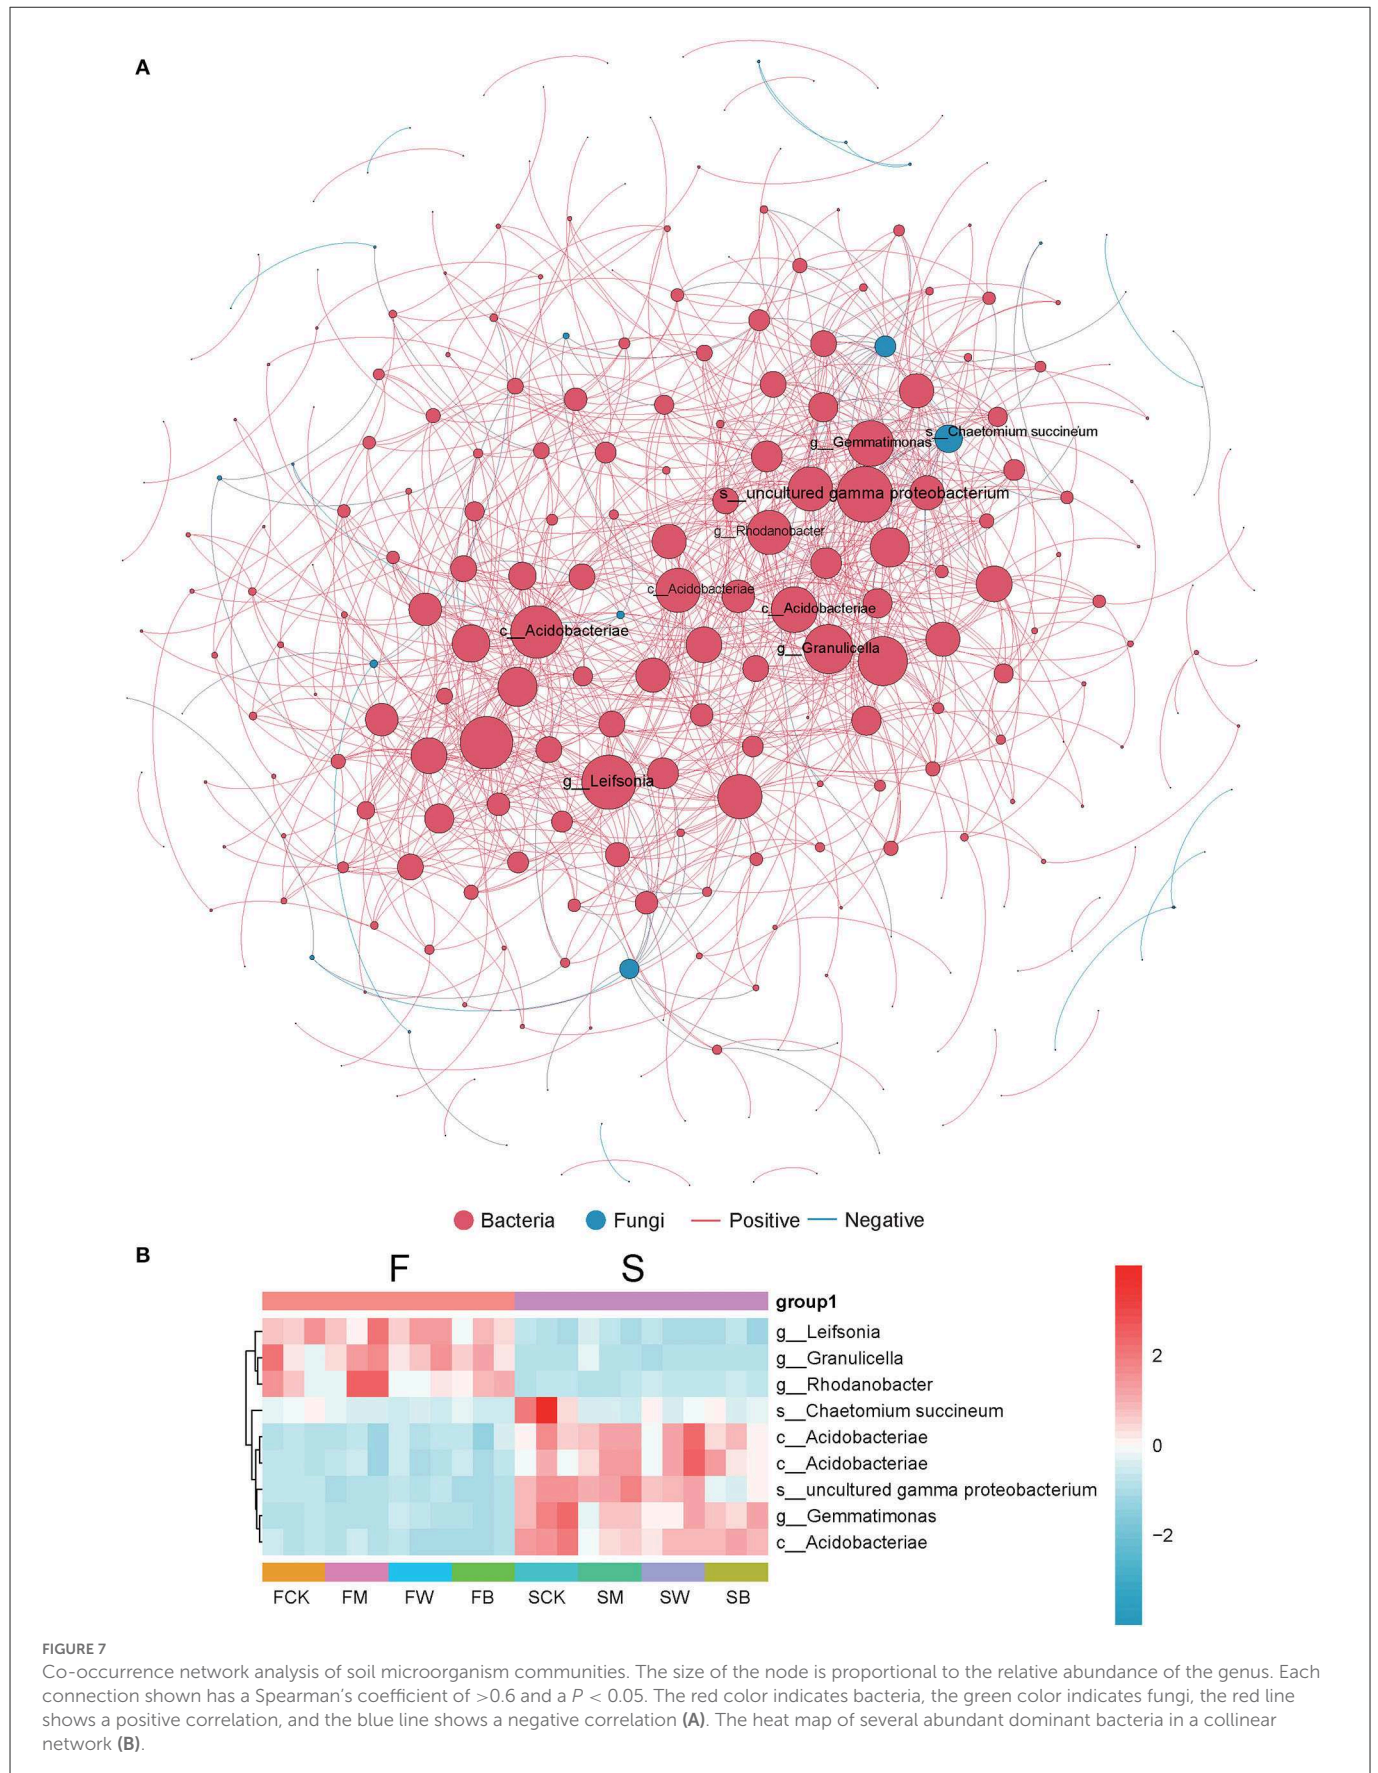 A
s__Chaetomium succineum
g__Gemmatimonas
s__uncultured gamma proteobacterium
g__Rhodanobacter
c__Acidobacteriae
c__Acidobacteriae
c__Acidobacteriae
g__Granulicella
g__Leifsonia
Bacteria Fungi Positive Negative
B
F S
group1
g__Leifsonia
g__Granulicella
g__Rhodanobacter
s__Chaetomium succineum
c__Acidobacteriae
c__Acidobacteriae
s__uncultured gamma proteobacterium
g__Gemmatimonas
c__Acidobacteriae
2
0
−2
FCK FM FW FB SCK SM SW SB
FIGURE 7
Co-occurrence network analysis of soil microorganism communities. The size of the node is proportional to the relative abundance of the genus. Each
connection shown has a Spearman's coefficient of >0.6 and a P < 0.05. The red color indicates bacteria, the green color indicates fungi, the red line
shows a positive correlation, and the blue line shows a negative correlation (A). The heat map of several abundant dominant bacteria in a collinear
network (B).